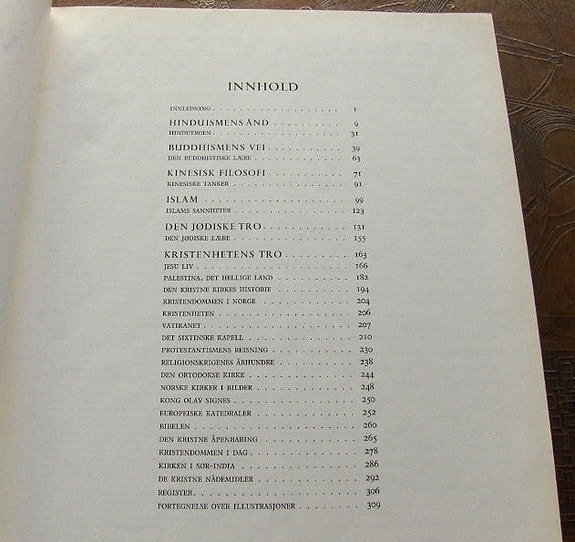 INNHOLD
INNLEDNING . . . . . . . . . . . . . . . . . . 1
HINDUISMENS ÅND . . . . . . . . . . . 9
HINDUTROEN . . . . . . . . . . . . . . . . . . 31
BUDDHISMENS VEI . . . . . . . . . . . 39
DEN BUDDHISTISKE LÆRE . . . . . . . . . . . . 63
KINESISK FILOSOFI . . . . . . . . . . . 71
KINESISKE TANKER . . . . . . . . . . . . . . . 91
ISLAM . . . . . . . . . . . . . . . . . . 99
ISLAMS SANNHETER . . . . . . . . . . . . . . . 123
DEN JØDISKE TRO . . . . . . . . . . . 131
DEN JØDISKE LÆRE . . . . . . . . . . . . . . . 155
KRISTENHETENS TRO . . . . . . . . . . 163
JESU LIV . . . . . . . . . . . . . . . . . . . 166
PALESTINA, DET HELLIGE LAND . . . . . . . . . 182
DEN KRISTNE KIRKES HISTORIE . . . . . . . . . 194
KRISTENDOMMEN I NORGE . . . . . . . . . . . . 204
KRISTENHETEN . . . . . . . . . . . . . . . . . 206
VATIKANET . . . . . . . . . . . . . . . . . . 207
DET SIXTINSKE KAPELL . . . . . . . . . . . . . 210
PROTESTANTISMENS REISNING . . . . . . . . . . 230
RELIGIONSKRIGENES ÅRHUNDRE . . . . . . . . . 238
DEN ORTODOKSE KIRKE . . . . . . . . . . . . . 244
NORSKE KIRKER I BILDER . . . . . . . . . . . . 248
KONG OLAV SIGNES . . . . . . . . . . . . . . . 250
EUROPEISKE KATEDRALER . . . . . . . . . . . . 252
BIBELEN . . . . . . . . . . . . . . . . . . . 260
DEN KRISTNE ÅPENBARING . . . . . . . . . . . . 265
KRISTENDOMMEN I DAG . . . . . . . . . . . . . 278
KIRKEN I SØR-INDIA . . . . . . . . . . . . . . 286
DE KRISTNE NÅDEMIDLER . . . . . . . . . . . . 292
REGISTER . . . . . . . . . . . . . . . . . . . 306
FORTEGNELSE OVER ILLUSTRASJONER . . . . . . . 309